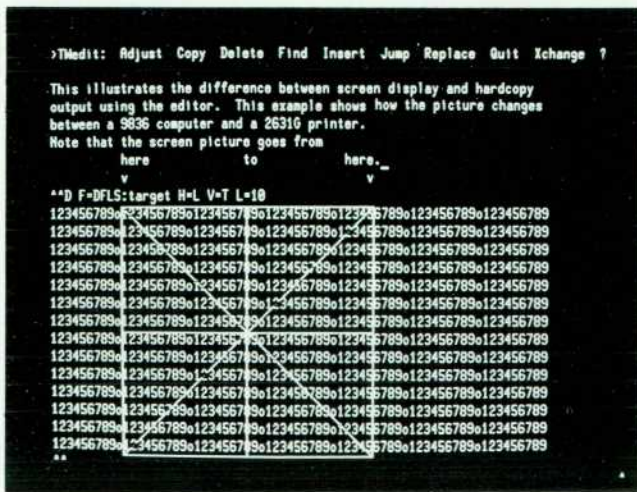 >TWedit: Adjust Copy Delete Find Insert Jump Replace Quit Xchange ?
This illustrates the difference between screen display and hardcopy
output using the editor. This example shows how the picture changes
between a 9836 computer and a 2631G printer.
Note that the screen picture goes from
here to here._
v v
^^D F=DFLS:target H=L V=T L=10
123456789o123456789o123456789o123456789o123456789o123456789o123456789
123456789o123456789o123456789o123456789o123456789o123456789o123456789
123456789o123456789o123456789o123456789o123456789o123456789o123456789
123456789o123456789o123456789o123456789o123456789o123456789o123456789
123456789o123456789o123456789o123456789o123456789o123456789o123456789
123456789o123456789o123456789o123456789o123456789o123456789o123456789
123456789o123456789o123456789o123456789o123456789o123456789o123456789
123456789o123456789o123456789o123456789o123456789o123456789o123456789
123456789o123456789o123456789o123456789o123456789o123456789o123456789
123456789o123456789o123456789o123456789o123456789o123456789o123456789
123456789o123456789o123456789o123456789o123456789o123456789o123456789
123456789o123456789o123456789o123456789o123456789o123456789o123456789
123456789o123456789o123456789o123456789o123456789o123456789o123456789
123456789o123456789o123456789o123456789o123456789o123456789o123456789
^^